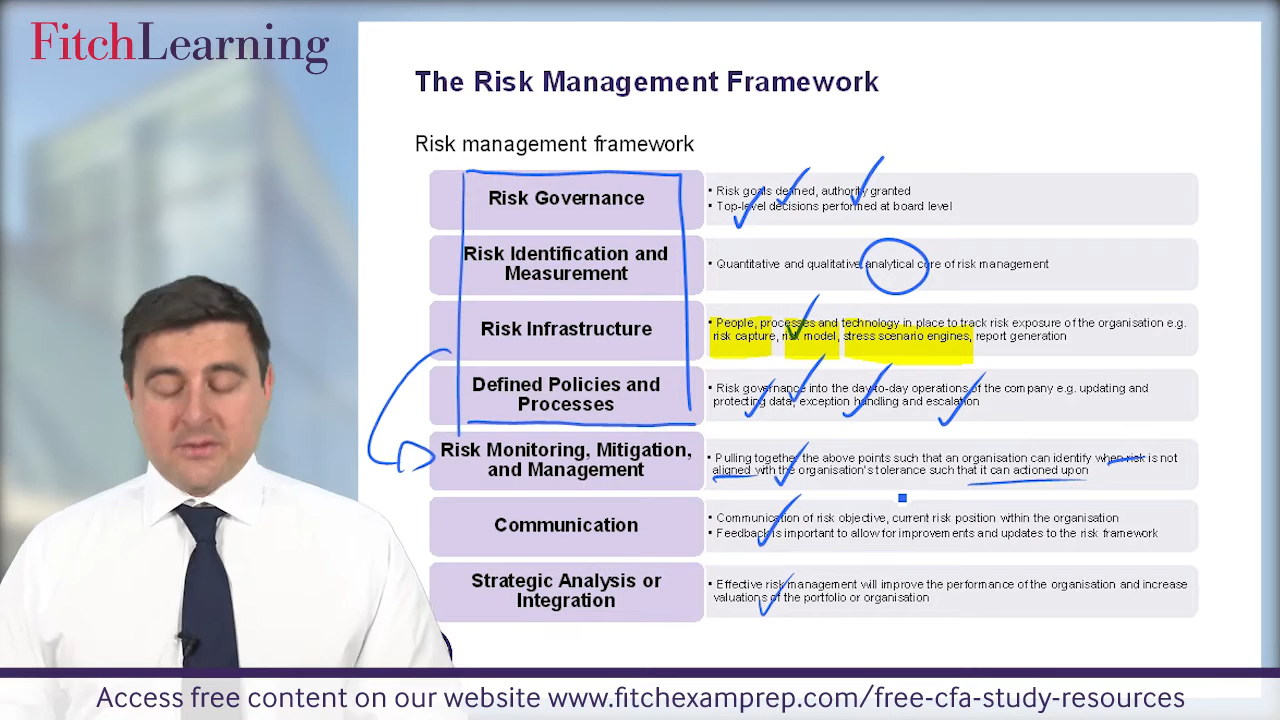 FitchLearning
The Risk Management Framework
Risk management framework
Risk Governance
• Risk goals defined, authority granted
• Top-level decisions performed at board level
Risk Identification and
Measurement
• Quantitative and qualitative analytical core of risk management
Risk Infrastructure
• People, processes and technology in place to track risk exposure of the organisation e.g.
risk capture, risk model, stress scenario engines, report generation
Defined Policies and
Processes
• Risk governance into the day-to-day operations of the company e.g. updating and
protecting data, exception handling and escalation
Risk Monitoring, Mitigation,
and Management
• Pulling together the above points such that an organisation can identify when risk is not
aligned with the organisation's tolerance such that it can actioned upon
Communication
• Communication of risk objective, current risk position within the organisation
• Feedback is important to allow for improvements and updates to the risk framework
Strategic Analysis or
Integration
• Effective risk management will improve the performance of the organisation and increase
valuations of the portfolio or organisation
Access free content on our website www.fitchexamprep.com/free-cfa-study-resources